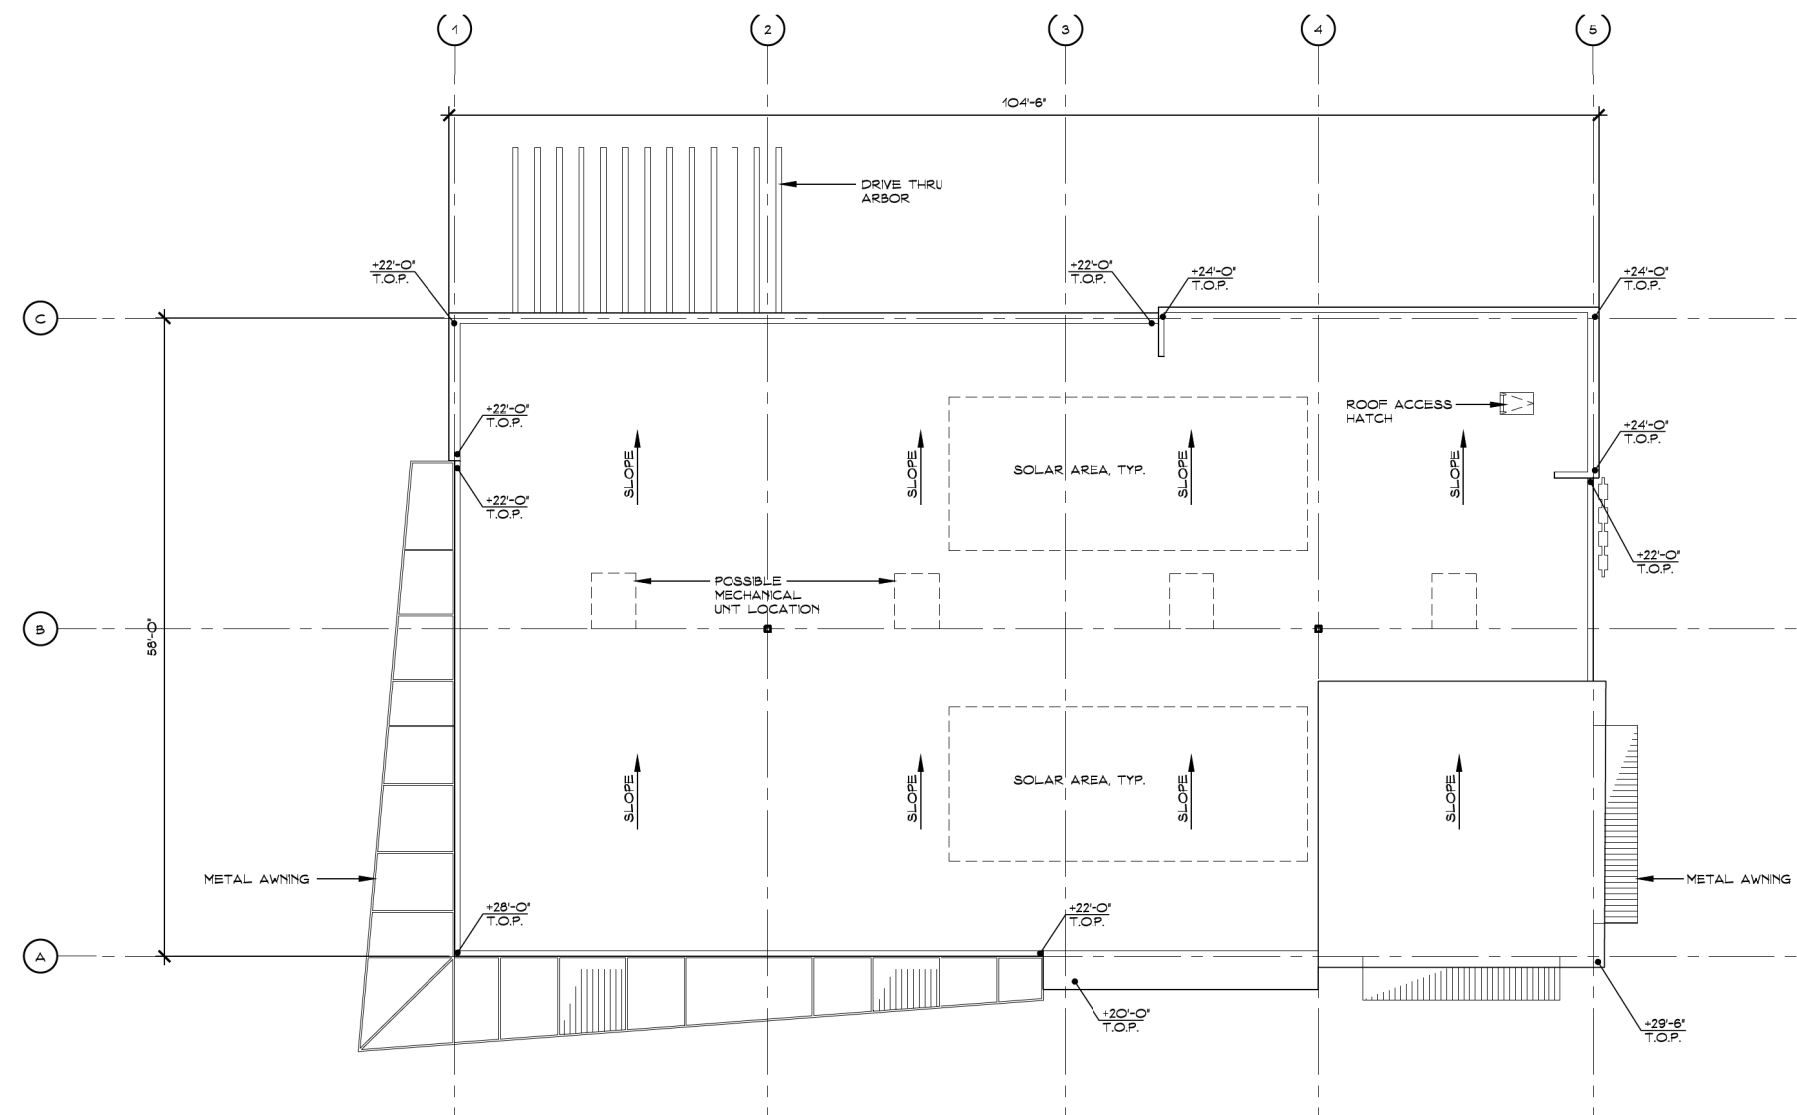 1
2
3
4
5
104'-6"
DRIVE THRU
ARBOR
+22'-0"
T.O.P.
+22'-0"
T.O.P.
+24'-0"
T.O.P.
+24'-0"
T.O.P.
C
+22'-0"
T.O.P.
ROOF ACCESS
HATCH
+24'-0"
T.O.P.
SLOPE
SLOPE
SOLAR AREA, TYP.
SLOPE
SLOPE
+22'-0"
T.O.P.
+22'-0"
T.O.P.
POSSIBLE
MECHANICAL
UNT LOCATION
B
58'-0"
SLOPE
SLOPE
SOLAR AREA, TYP.
SLOPE
SLOPE
METAL AWNING
METAL AWNING
+28'-0"
T.O.P.
+22'-0"
T.O.P.
A
+20'-0"
T.O.P.
+29'-6"
T.O.P.